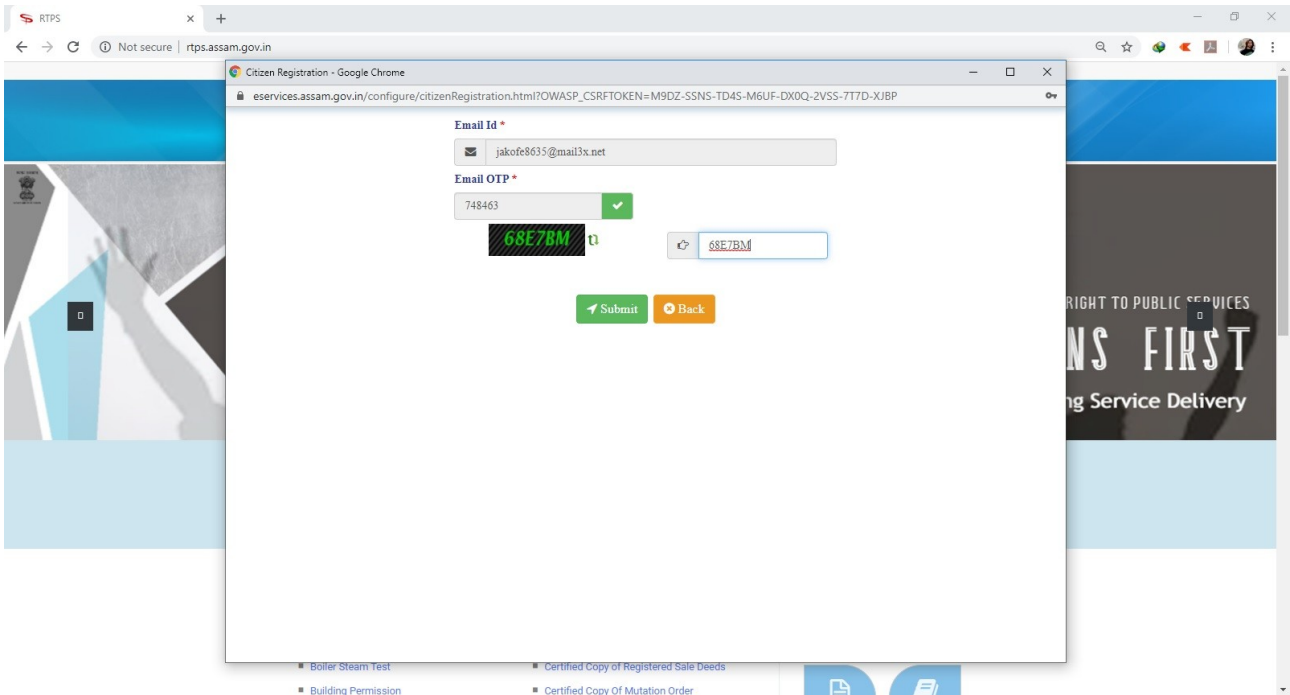 RTPS
Not secure | rtps.assam.gov.in
Citizen Registration - Google Chrome
eservices.assam.gov.in/configure/citizenRegistration.html?OWASP_CSRFTOKEN=M9DZ-SSNS-TD4S-M6UF-DX0Q-2VSS-7T7D-XJBP
Email Id *
jakofe8635@mail3x.net
Email OTP *
748463
68E7BM
68E7BM
Submit Back
RIGHT TO PUBLIC SERVICES
NS FIRST
ng Service Delivery
Boiler Steam Test
Certified Copy of Registered Sale Deeds
Building Permission
Certified Copy Of Mutation Order